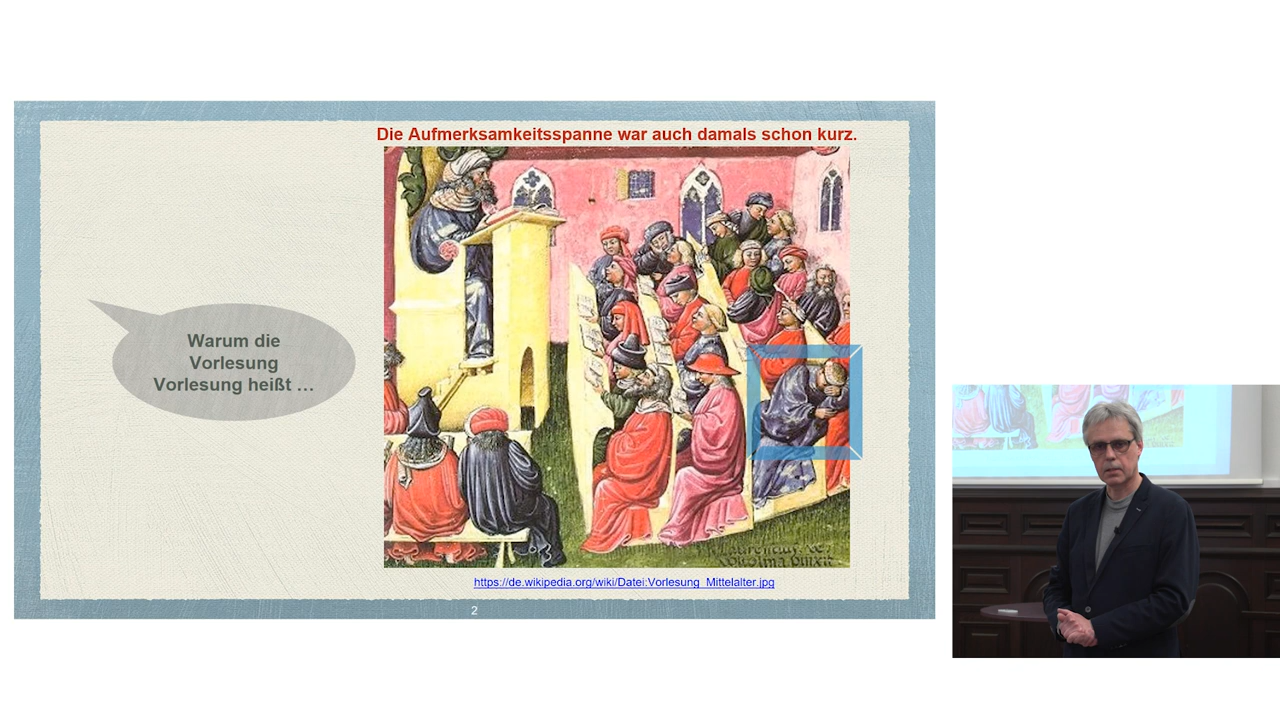 Die Aufmerksamkeitsspanne war auch damals schon kurz.
Warum die
Vorlesung
Vorlesung heißt …
https://de.wikipedia.org/wiki/Datei:Vorlesung_Mittelalter.jpg
2